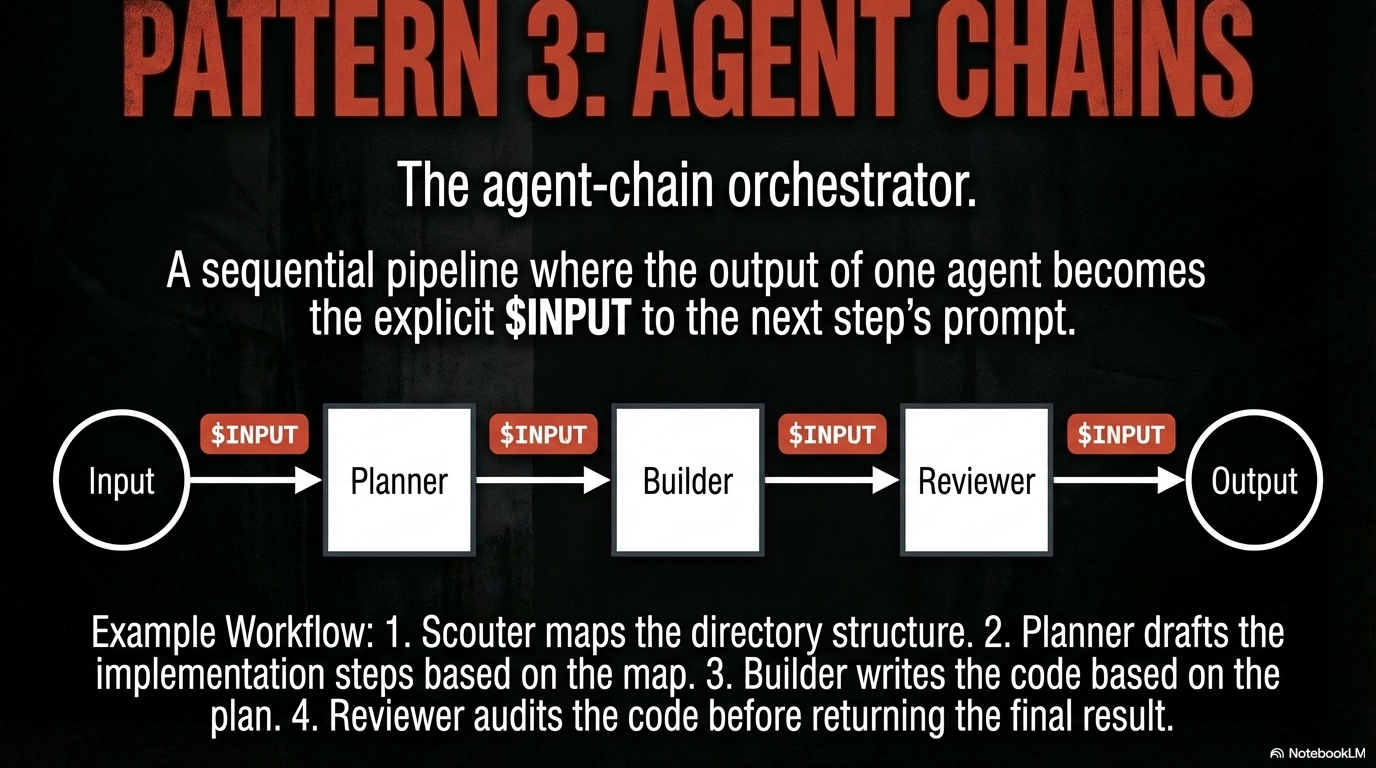 PATTERN 3: AGENT CHAINS
The agent-chain orchestrator.
A sequential pipeline where the output of one agent becomes
the explicit $INPUT to the next step’s prompt.
Input
$INPUT
Planner
$INPUT
Builder
$INPUT
Reviewer
$INPUT
Output
Example Workflow: 1. Scouter maps the directory structure. 2. Planner drafts the
implementation steps based on the map. 3. Builder writes the code based on the
plan. 4. Reviewer audits the code before returning the final result.
NotebookLM